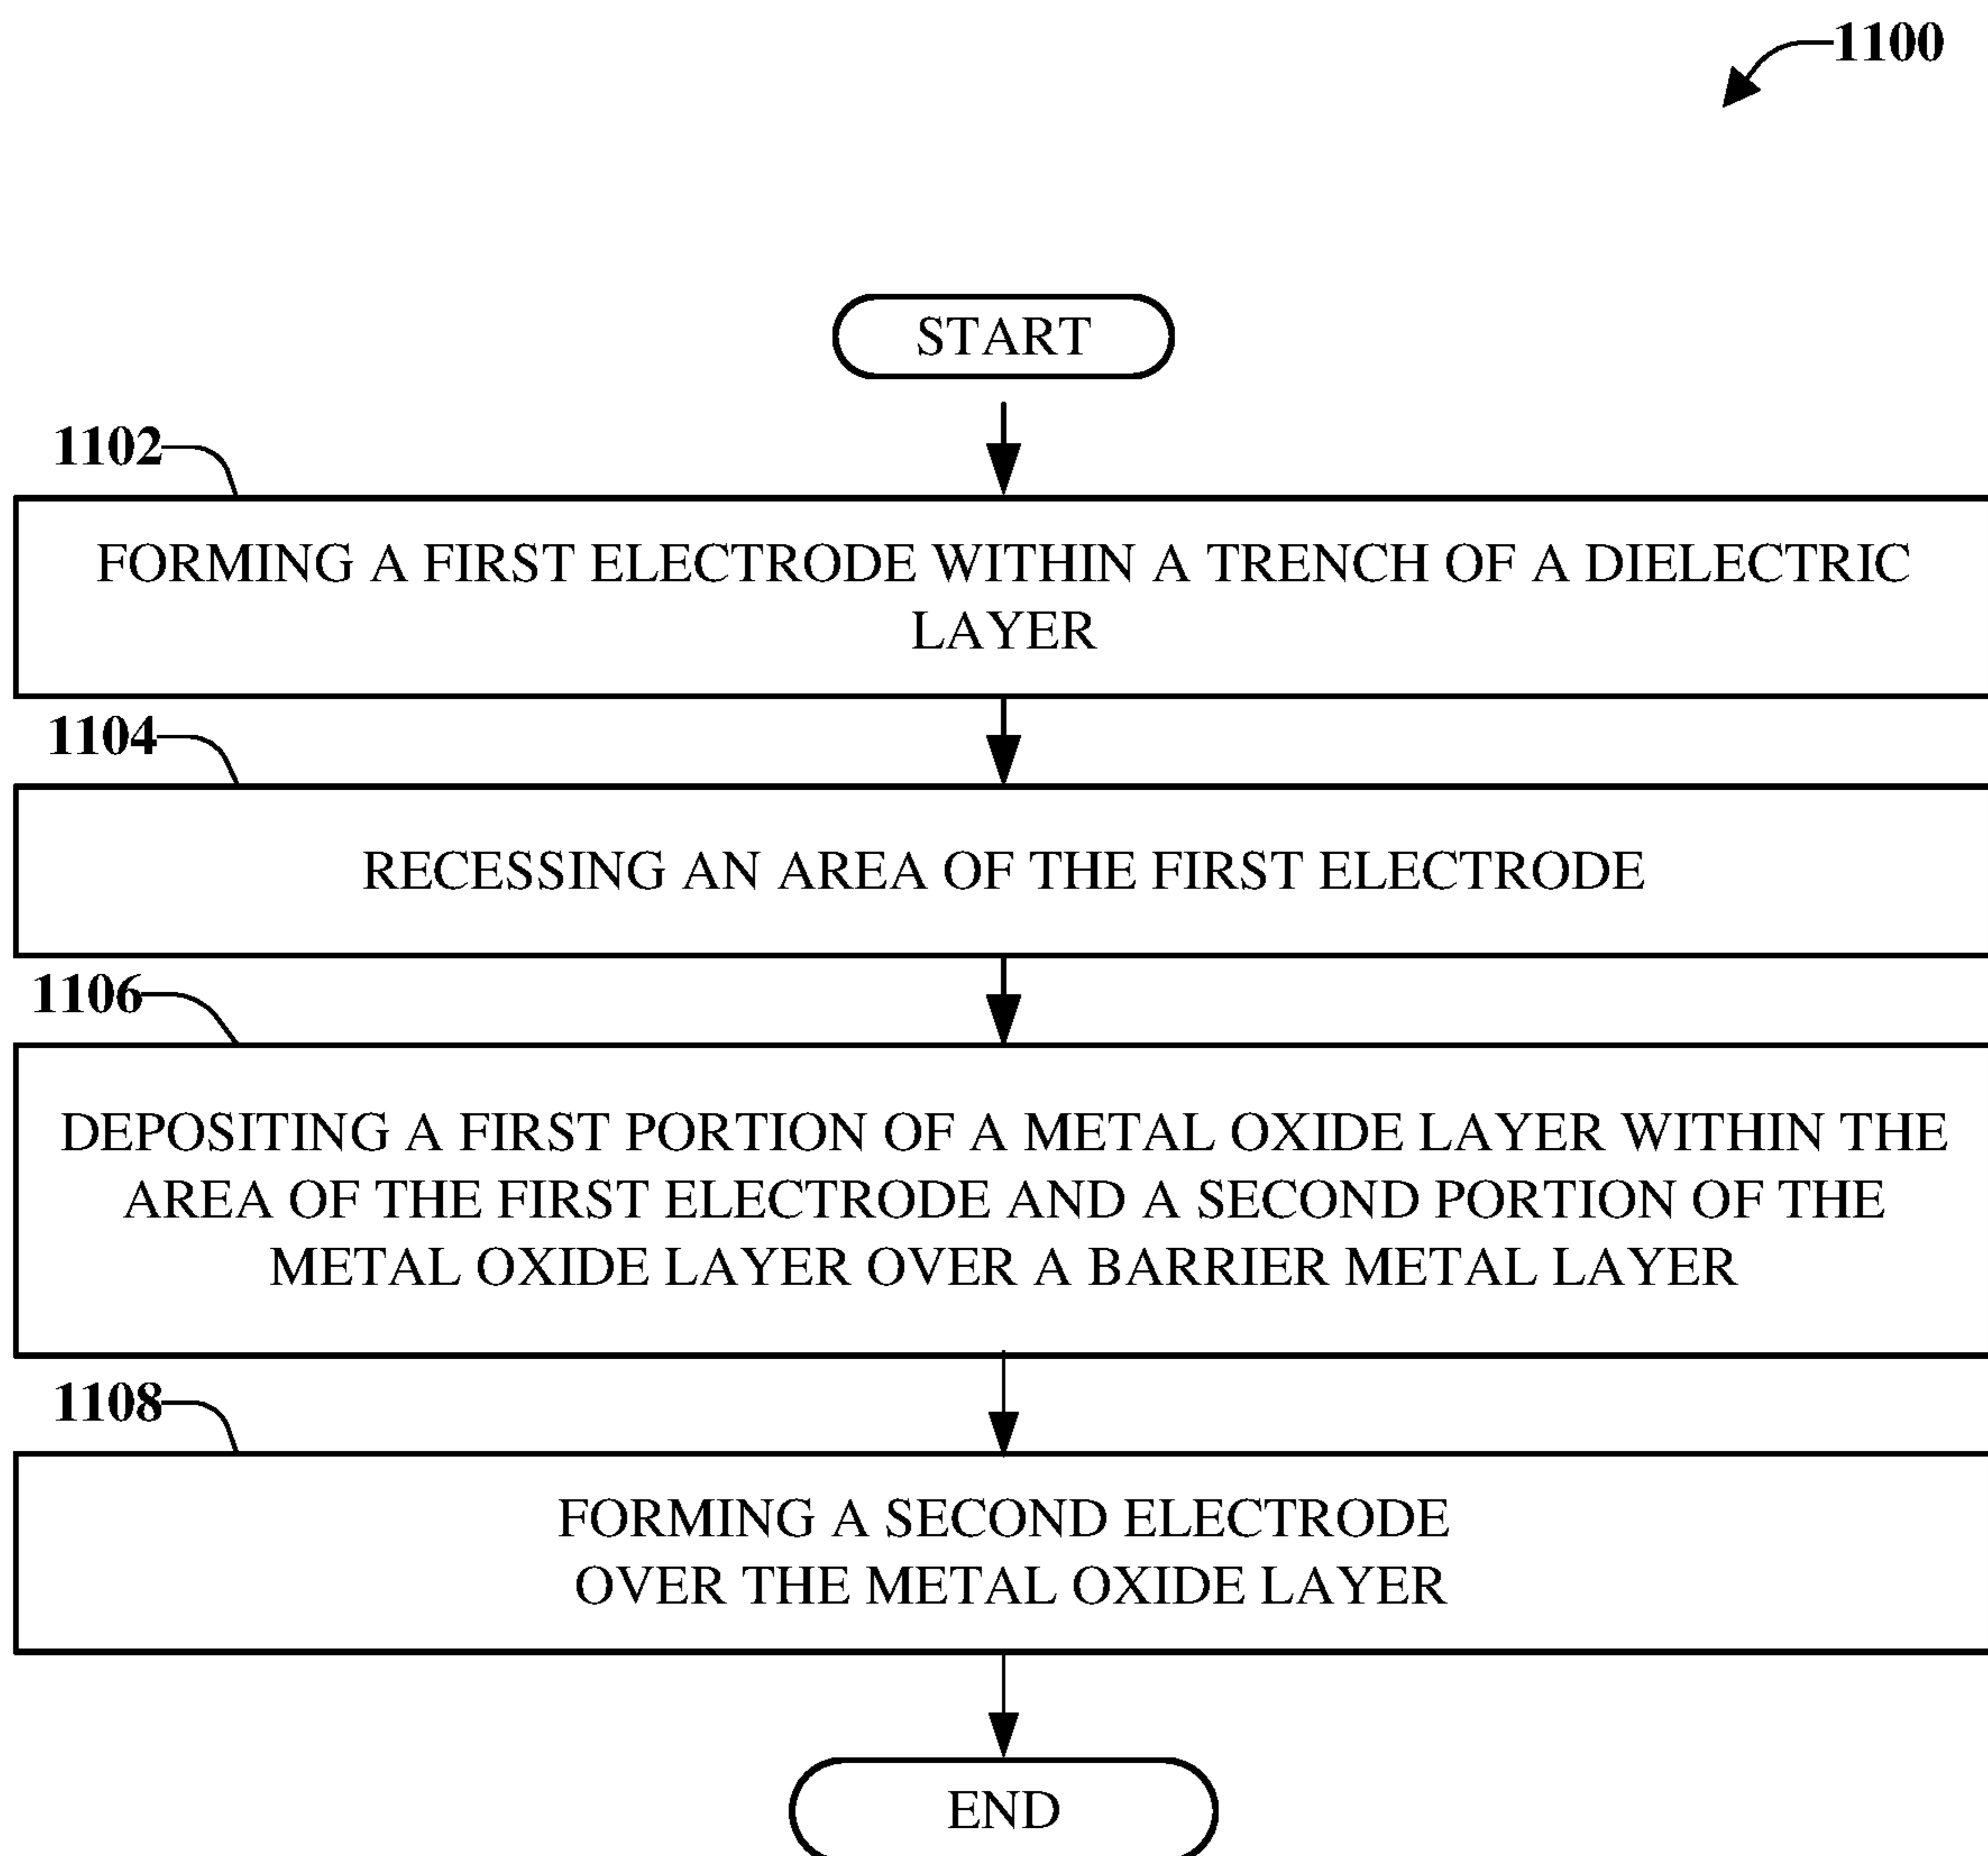 1100
START
1102
FORMING A FIRST ELECTRODE WITHIN A TRENCH OF A DIELECTRIC
LAYER
1104
RECESSING AN AREA OF THE FIRST ELECTRODE
1106
DEPOSITING A FIRST PORTION OF A METAL OXIDE LAYER WITHIN THE
AREA OF THE FIRST ELECTRODE AND A SECOND PORTION OF THE
METAL OXIDE LAYER OVER A BARRIER METAL LAYER
1108
FORMING A SECOND ELECTRODE
OVER THE METAL OXIDE LAYER
END